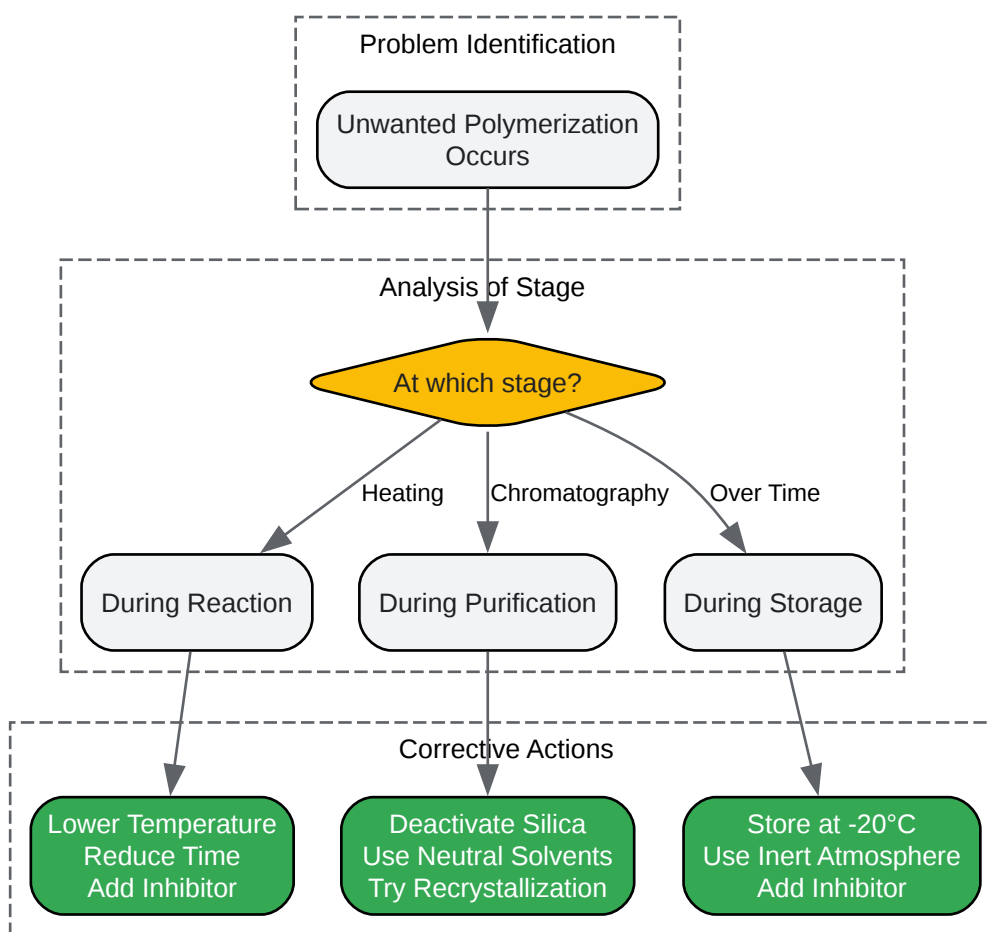 Problem Identification
Unwanted Polymerization
Occurs
Analysis of Stage
At which stage?
Heating
Chromatography
Over Time
During Reaction
During Purification
During Storage
Corrective Actions
Lower Temperature
Reduce Time
Add Inhibitor
Deactivate Silica
Use Neutral Solvents
Try Recrystallization
Store at -20°C
Use Inert Atmosphere
Add Inhibitor